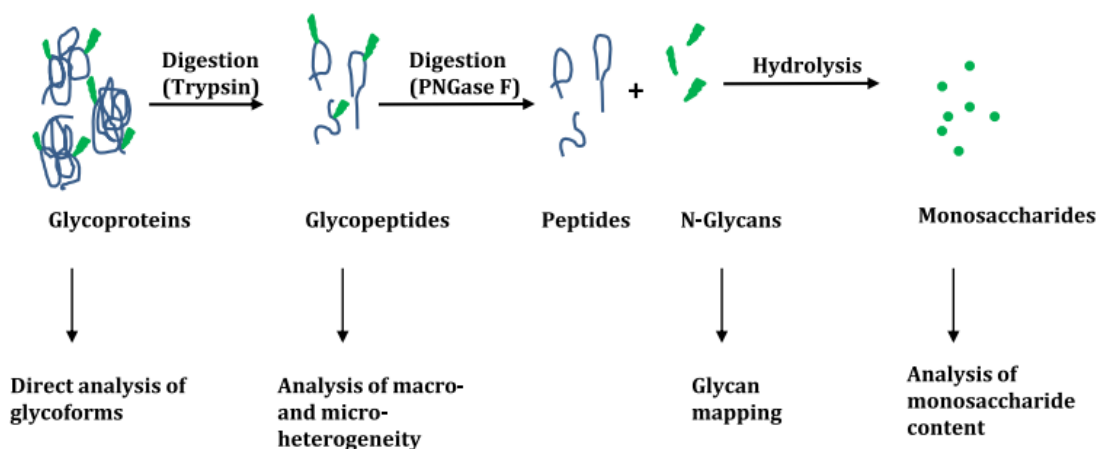 Digestion
(Trypsin)
Digestion
(PNGase F)
+
Hydrolysis
Glycoproteins
Glycopeptides
Peptides
N-Glycans
Monosaccharides
Direct analysis of
glycoforms
Analysis of macro-
and micro-
heterogeneity
Glycan
mapping
Analysis of
monosaccharide
content